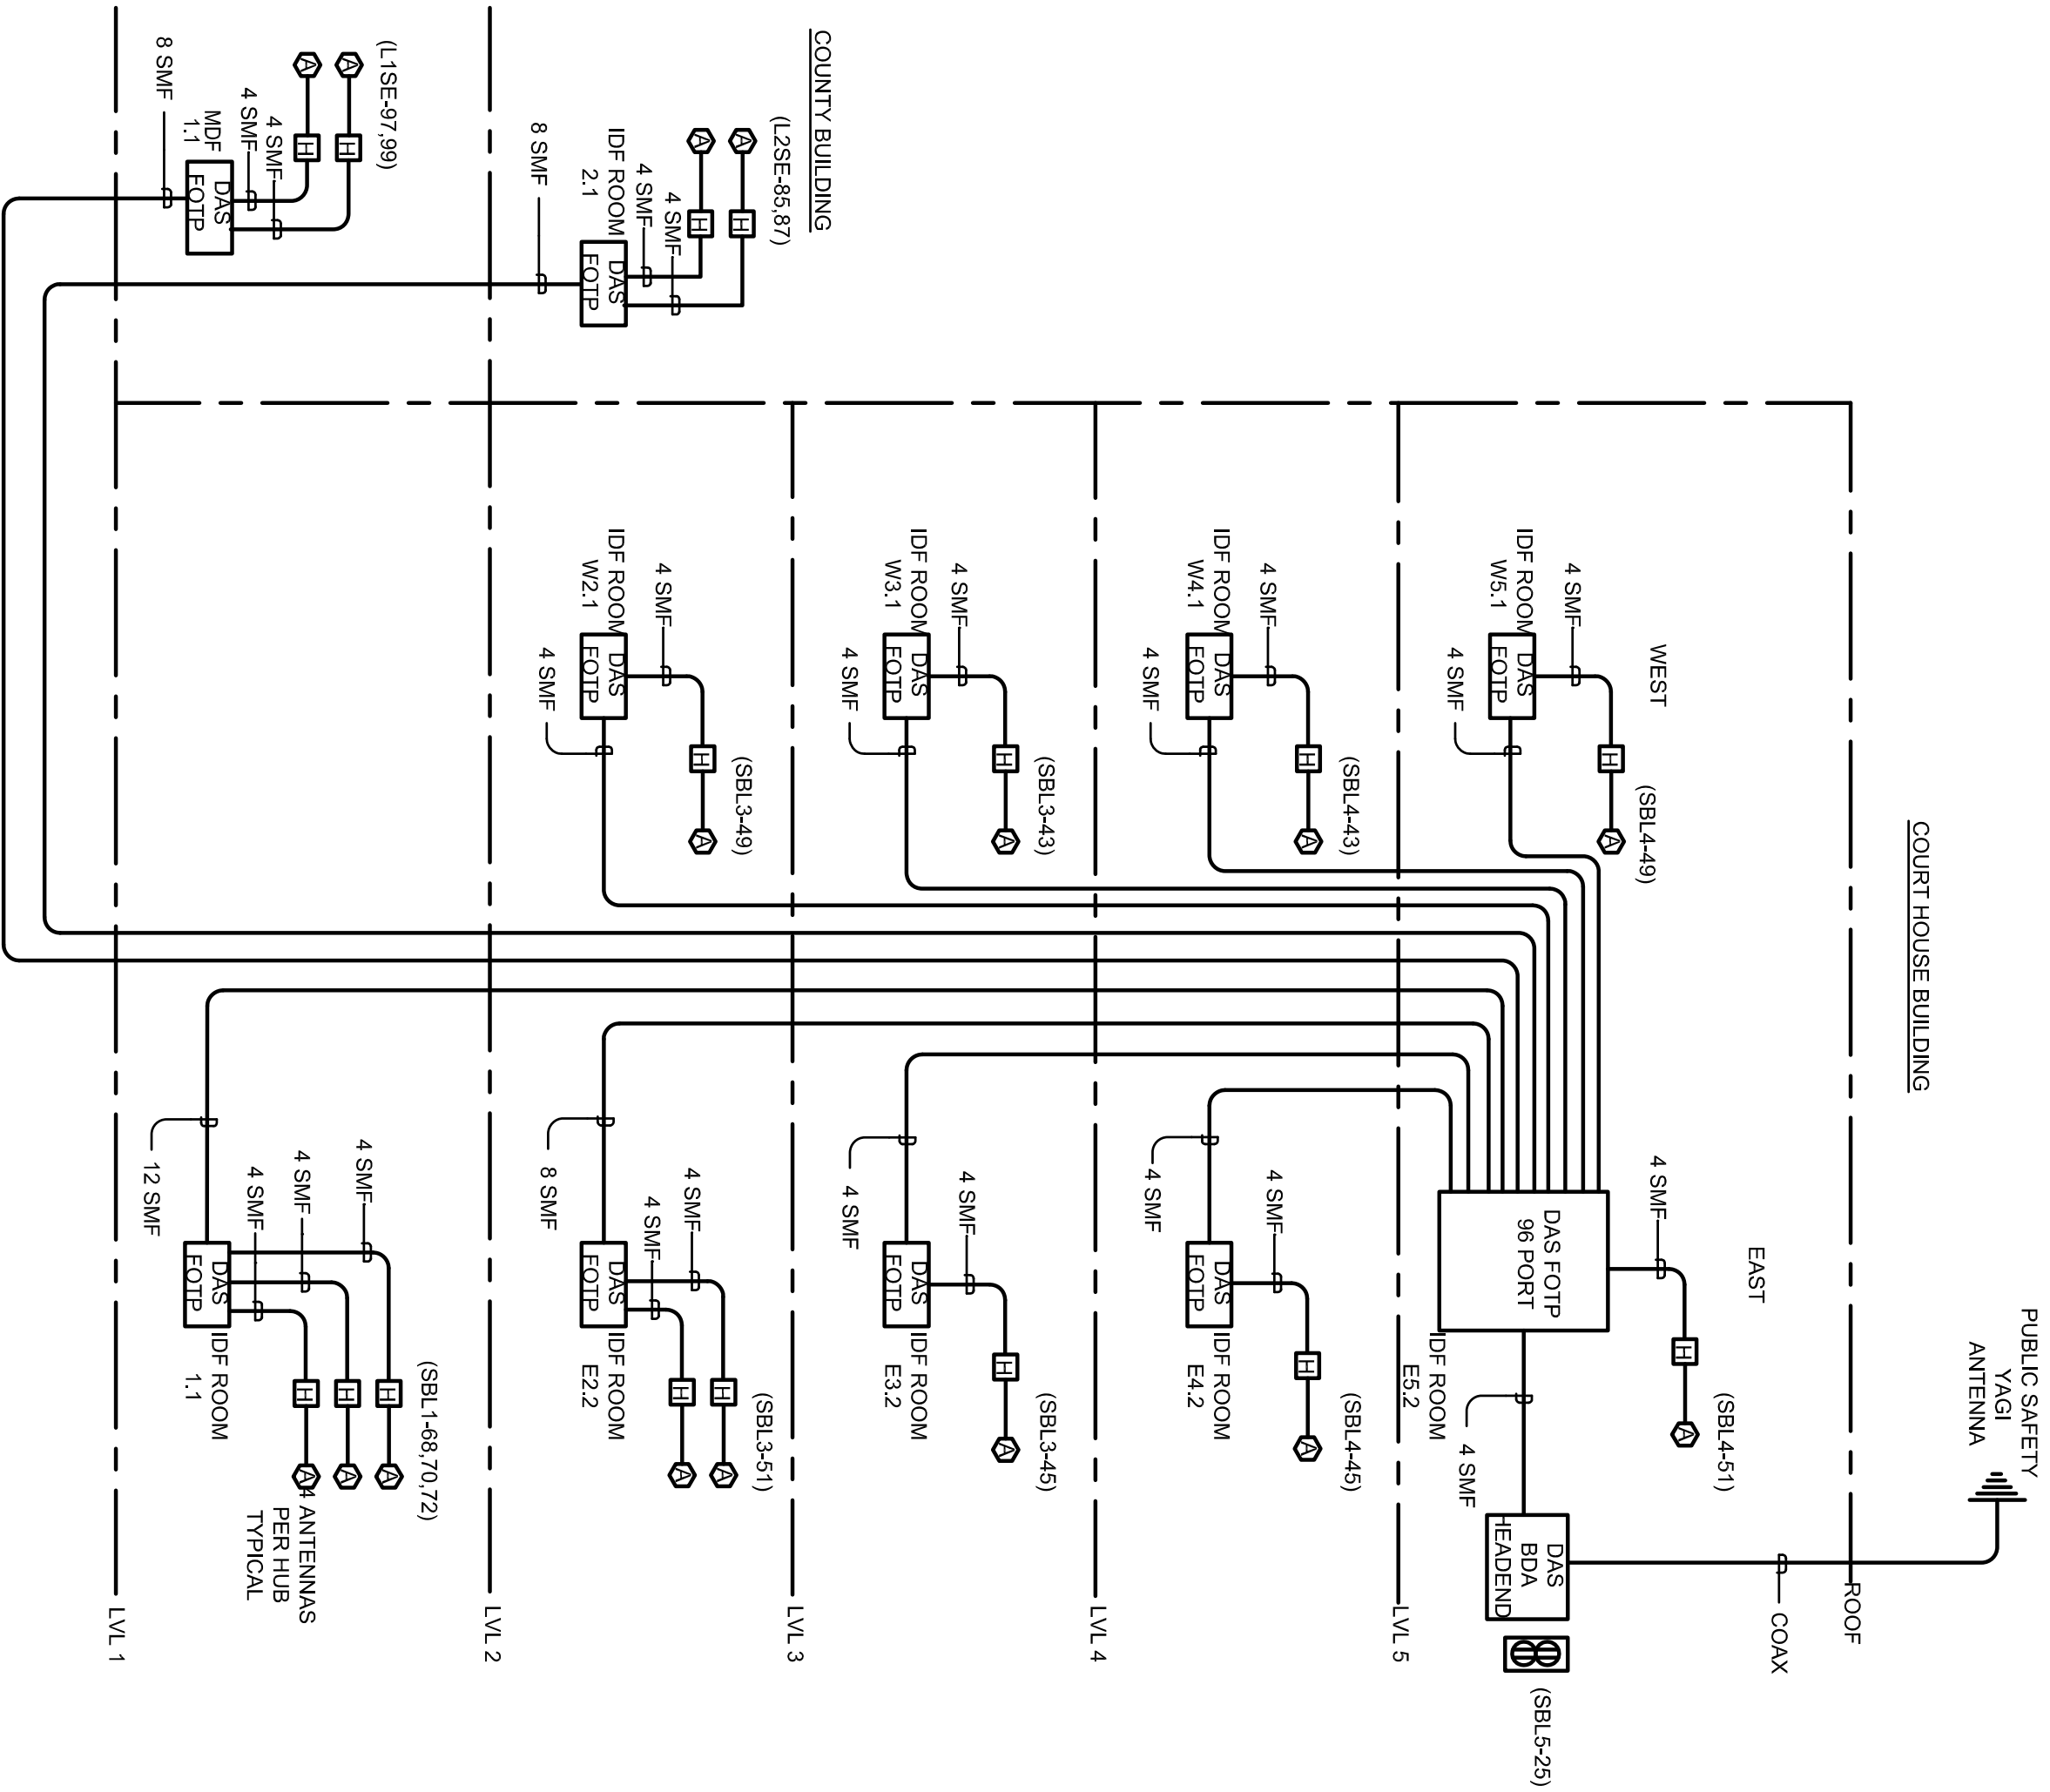 PUBLIC SAFETY
YAGI
ANTENNA
COURT HOUSE BUILDING
ROOF
COAX
EAST
WEST
(SBL4-51)
H
A
4 SMF
DAS FOTP
96 PORT
IDF ROOM
E5.2
4 SMF
DAS
BDA
HEADEND
(SBL5-25)
(SBL4-49)
H
A
4 SMF
IDF ROOM
W5.1
DAS
FOTP
4 SMF
LVL 5
(SBL4-43)
H
A
4 SMF
IDF ROOM
W4.1
DAS
FOTP
4 SMF
(SBL4-45)
H
A
4 SMF
DAS
FOTP
IDF ROOM
E4.2
4 SMF
LVL 4
(SBL3-43)
H
A
4 SMF
IDF ROOM
W3.1
DAS
FOTP
4 SMF
(SBL3-45)
H
A
4 SMF
DAS
FOTP
IDF ROOM
E3.2
4 SMF
LVL 3
COUNTY BUILDING
(L2SE-85,87)
A
H
A
H
4 SMF
4 SMF
IDF ROOM
2.1
DAS
FOTP
8 SMF
(SBL3-49)
H
A
4 SMF
IDF ROOM
W2.1
DAS
FOTP
4 SMF
(SBL3-51)
H
A
H
A
4 SMF
4 SMF
DAS
FOTP
IDF ROOM
E2.2
8 SMF
LVL 2
(L1SE-97,99)
A
H
A
H
4 SMF
4 SMF
MDF
1.1
DAS
FOTP
8 SMF
(SBL1-68,70,72)
H
A
H
A
H
A
4 SMF
4 SMF
4 SMF
DAS
FOTP
IDF ROOM
1.1
12 SMF
4 ANTENNAS
PER HUB
TYPICAL
LVL 1